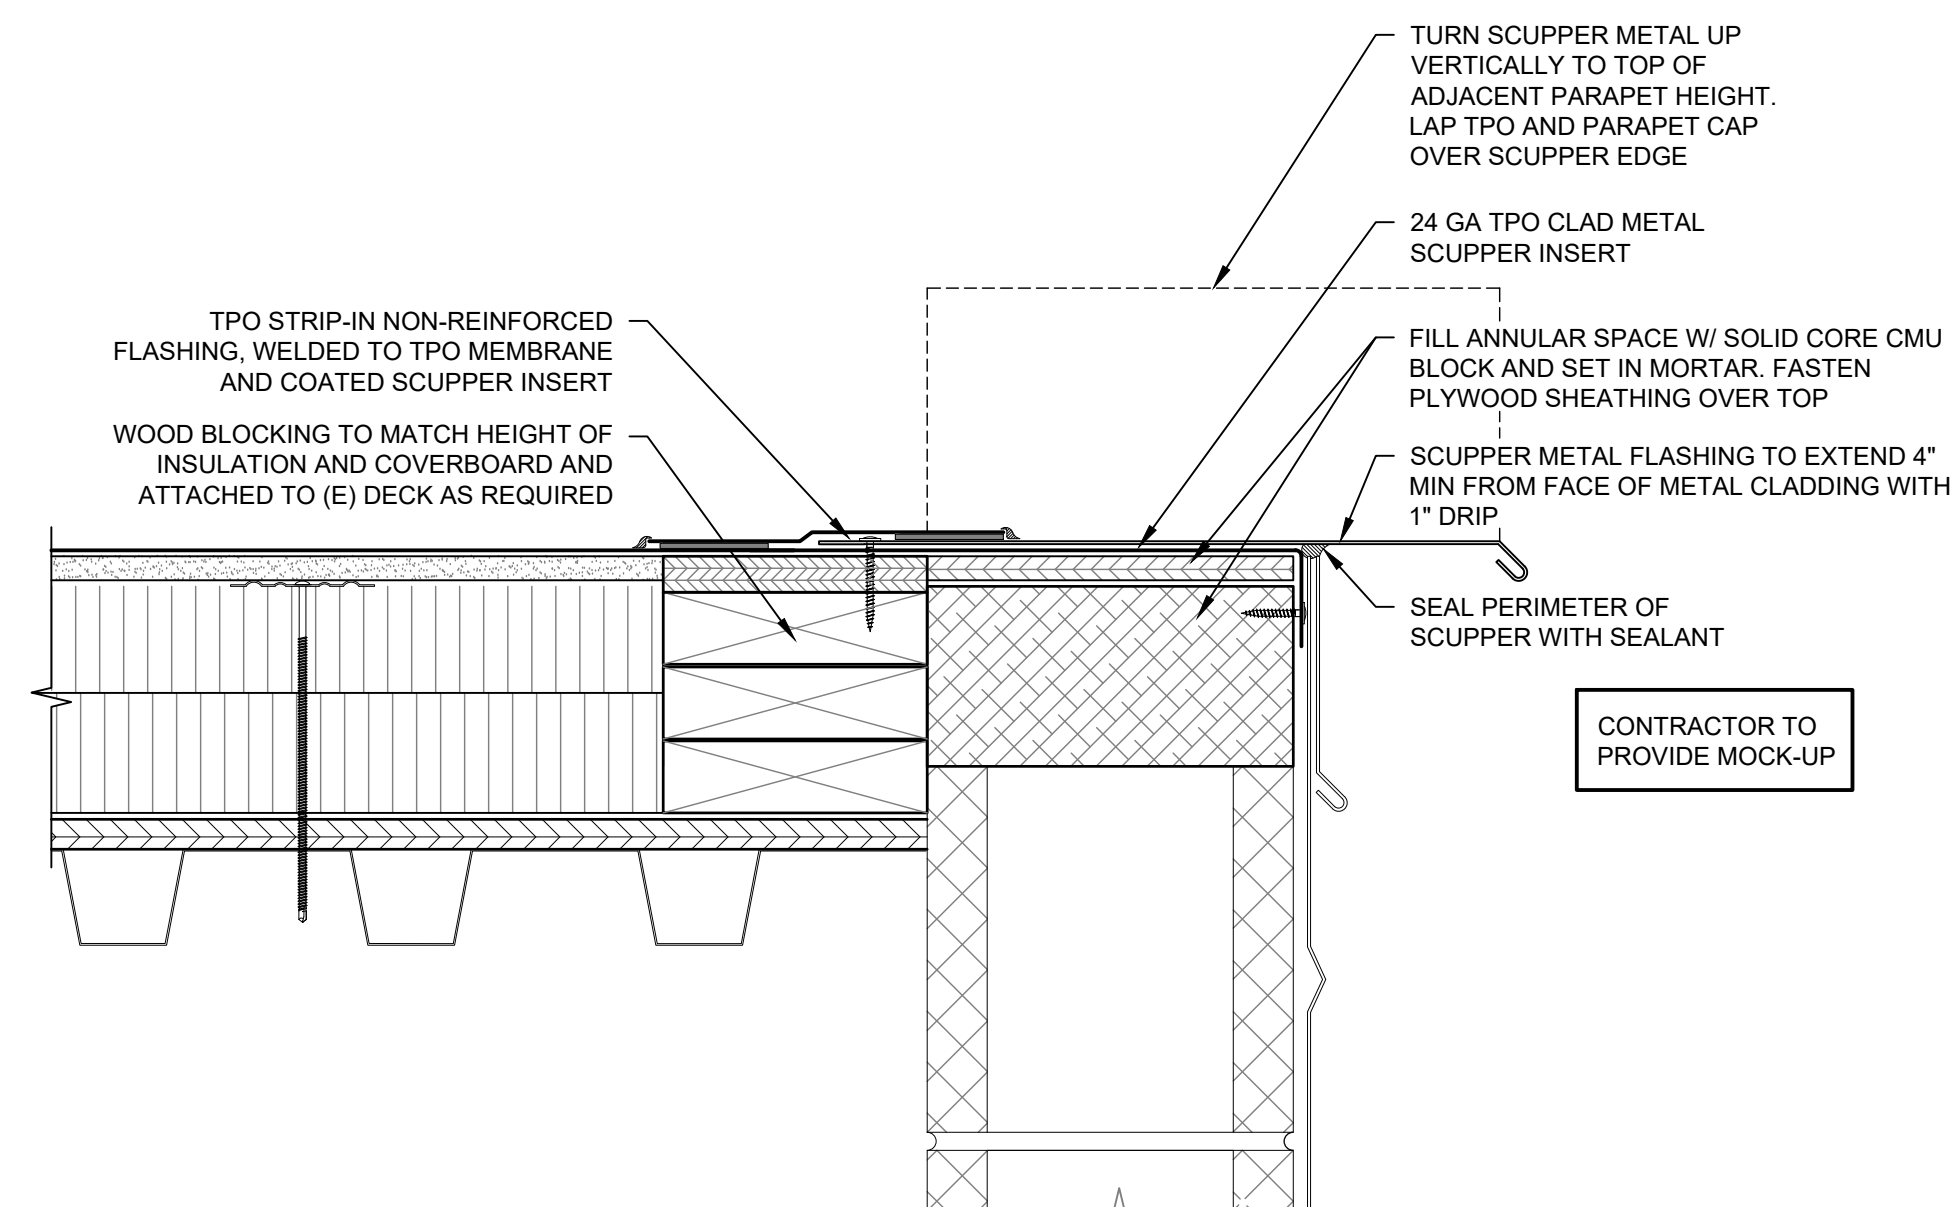 TURN SCUPPER METAL UP
VERTICALLY TO TOP OF
ADJACENT PARAPET HEIGHT.
LAP TPO AND PARAPET CAP
OVER SCUPPER EDGE
24 GA TPO CLAD METAL
SCUPPER INSERT
TPO STRIP-IN NON-REINFORCED
FLASHING, WELDED TO TPO MEMBRANE
AND COATED SCUPPER INSERT
FILL ANNULAR SPACE W/ SOLID CORE CMU
BLOCK AND SET IN MORTAR. FASTEN
PLYWOOD SHEATHING OVER TOP
WOOD BLOCKING TO MATCH HEIGHT OF
INSULATION AND COVERBOARD AND
ATTACHED TO (E) DECK AS REQUIRED
SCUPPER METAL FLASHING TO EXTEND 4"
MIN FROM FACE OF METAL CLADDING WITH
1" DRIP
SEAL PERIMETER OF
SCUPPER WITH SEALANT
CONTRACTOR TO
PROVIDE MOCK-UP